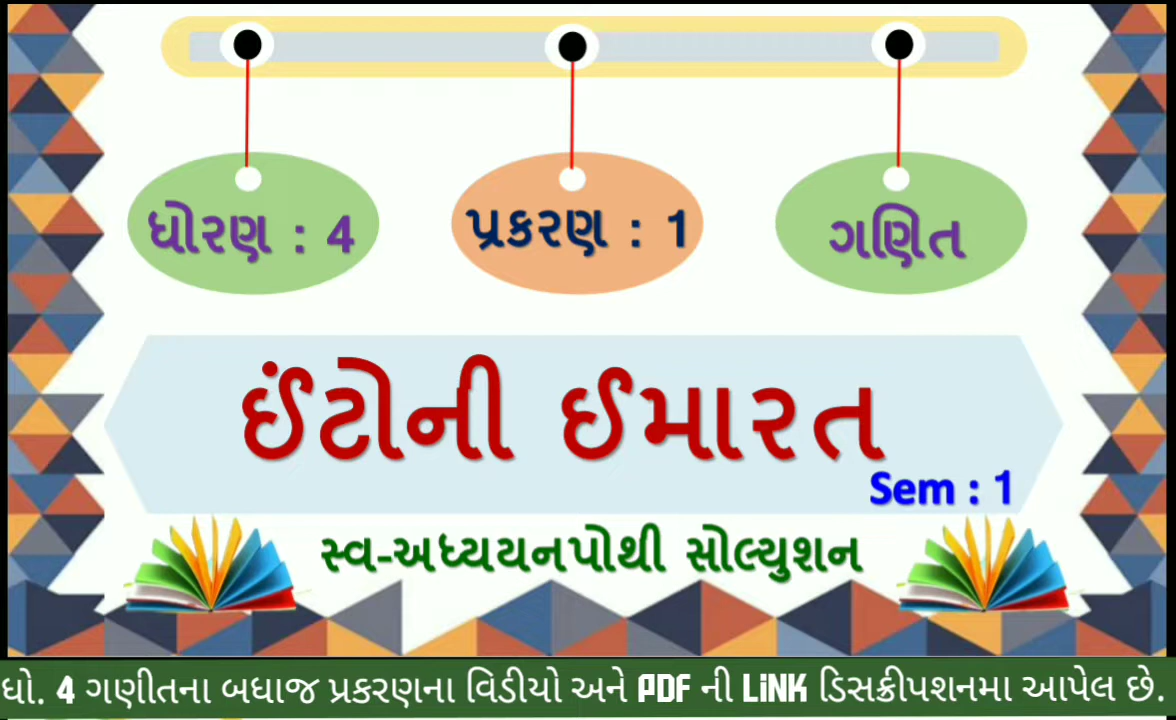 ધોરણ : 4
પ્રકરણ : 1
ગણિત
ઈંટોની ઈમારત
Sem : 1
સ્વ-અધ્યયનપોથી સોલ્યુશન
ધો. 4 ગણીતના બધાજ પ્રકરણના વિડીયો અને PDF ની LiNK ડિસક્રીપશનમા આપેલ છે.